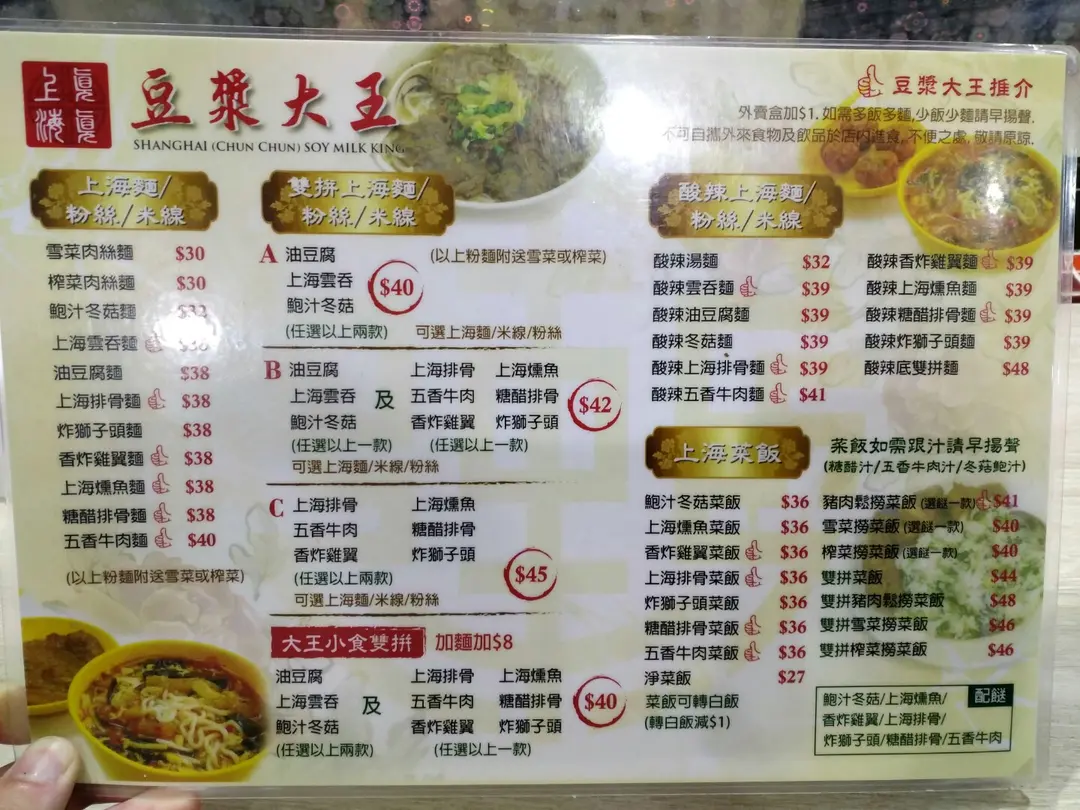 上海
眞眞
豆漿大王
SHANGHAI (CHUN CHUN) SOY MILK KING
豆漿大王推介
外賣盒加$1. 如需多飯多麵,少飯少麵請早揚聲.
不可自攜外來食物及飲品於店內進食, 不便之處, 敬請原諒.
上海麵/
粉絲/米線
雪菜肉絲麵 $30
榨菜肉絲麵 $30
鮑汁冬菇麵 $32
上海雲吞麵 $38
油豆腐麵 $38
上海排骨麵 $38
炸獅子頭麵 $38
香炸雞翼麵 $38
上海燻魚麵 $38
糖醋排骨麵 $38
五香牛肉麵 $40
(以上粉麵附送雪菜或榨菜)
雙拼上海麵/
粉絲/米線
A 油豆腐 (以上粉麵附送雪菜或榨菜)
上海雲吞 $40
鮑汁冬菇
(任選以上兩款) 可選上海麵/米線/粉絲
B 油豆腐 上海排骨 上海燻魚
上海雲吞 及 五香牛肉 糖醋排骨 $42
鮑汁冬菇 香炸雞翼 炸獅子頭
(任選以上一款) (任選以上一款)
可選上海麵/米線/粉絲
C 上海排骨 上海燻魚
五香牛肉 糖醋排骨
香炸雞翼 炸獅子頭
(任選以上兩款) $45
可選上海麵/米線/粉絲
大王小食雙拼 加麵加$8
油豆腐 上海排骨 上海燻魚
上海雲吞 及 五香牛肉 糖醋排骨 $40
鮑汁冬菇 香炸雞翼 炸獅子頭
(任選以上兩款) (任選以上一款)
酸辣上海麵/
粉絲/米線
酸辣湯麵 $32 酸辣香炸雞翼麵 $39
酸辣雲吞麵 $39 酸辣上海燻魚麵 $39
酸辣油豆腐麵 $39 酸辣糖醋排骨麵 $39
酸辣冬菇麵 $39 酸辣炸獅子頭麵 $39
酸辣上海排骨麵 $39 酸辣底雙拼麵 $48
酸辣五香牛肉麵 $41
上海菜飯 菜飯如需跟汁請早揚聲
(糖醋汁/五香牛肉汁/冬菇鮑汁)
鮑汁冬菇菜飯 $36 豬肉鬆撈菜飯 (選餸一款) $41
上海燻魚菜飯 $36 雪菜撈菜飯 (選餸一款) $40
香炸雞翼菜飯 $36 榨菜撈菜飯 (選餸一款) $40
上海排骨菜飯 $36 雙拼菜飯 $44
炸獅子頭菜飯 $36 雙拼豬肉鬆撈菜飯 $48
糖醋排骨菜飯 $36 雙拼雪菜撈菜飯 $46
五香牛肉菜飯 $36 雙拼榨菜撈菜飯 $46
淨菜飯 $27
菜飯可轉白飯
(轉白飯減$1)
配餸
鮑汁冬菇/上海燻魚/
香炸雞翼/上海排骨/
炸獅子頭/糖醋排骨/五香牛肉